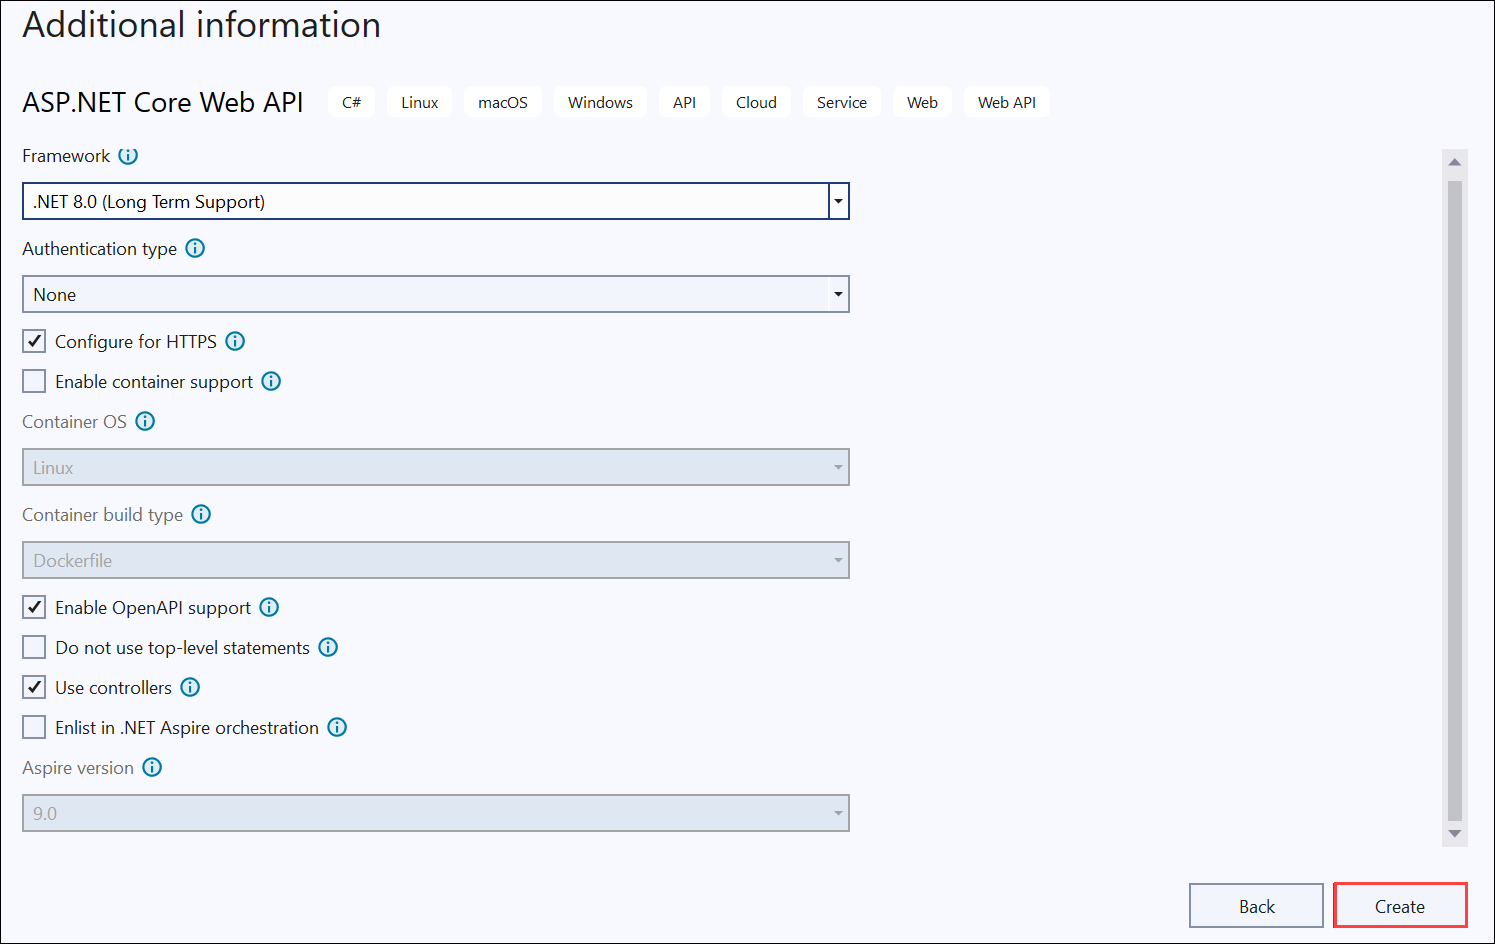 Additional information
ASP.NET Core Web API C# Linux macOS Windows API Cloud Service Web Web API
Framework
.NET 8.0 (Long Term Support)
Authentication type
None
Configure for HTTPS
Enable container support
Container OS
Linux
Container build type
Dockerfile
Enable OpenAPI support
Do not use top-level statements
Use controllers
Enlist in .NET Aspire orchestration
Aspire version
9.0
Back Create